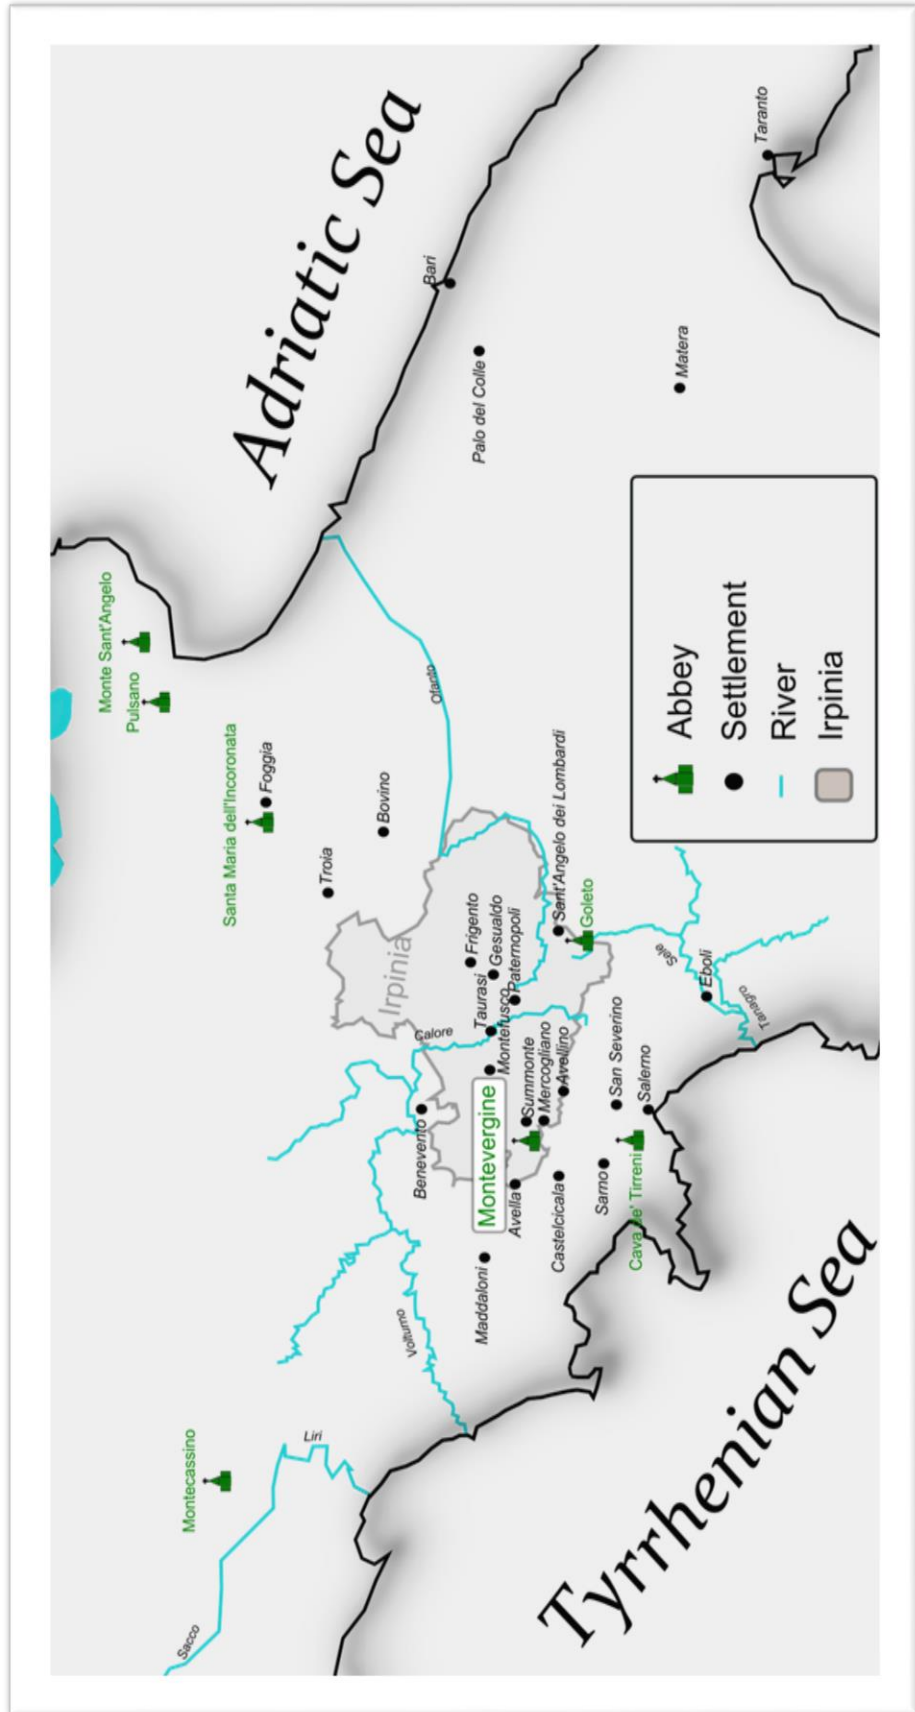 Adriatic Sea
Tyrrhenian Sea
Montecassino
Monte Sant'Angelo
Pulsano
Santa Maria dell'Incoronata
Foggia
Troia
Bovino
Bari
Palo del Colle
Matera
Taranto
Sacco
Liri
Volturno
Calore
Ofanto
Irpinia
Benevento
Montevergine
Maddaloni
Avella
Castelcicala
Sarno
Cava de' Tirreni
Salerno
San Severino
Summonte
Mercogliano
Avellino
Montefusco
Taurasi
Frigento
Gesualdo
Paternopoli
Sant'Angelo dei Lombardi
Goleto
Sele
Eboli
Tanagro
Abbey
Settlement
River
Irpinia